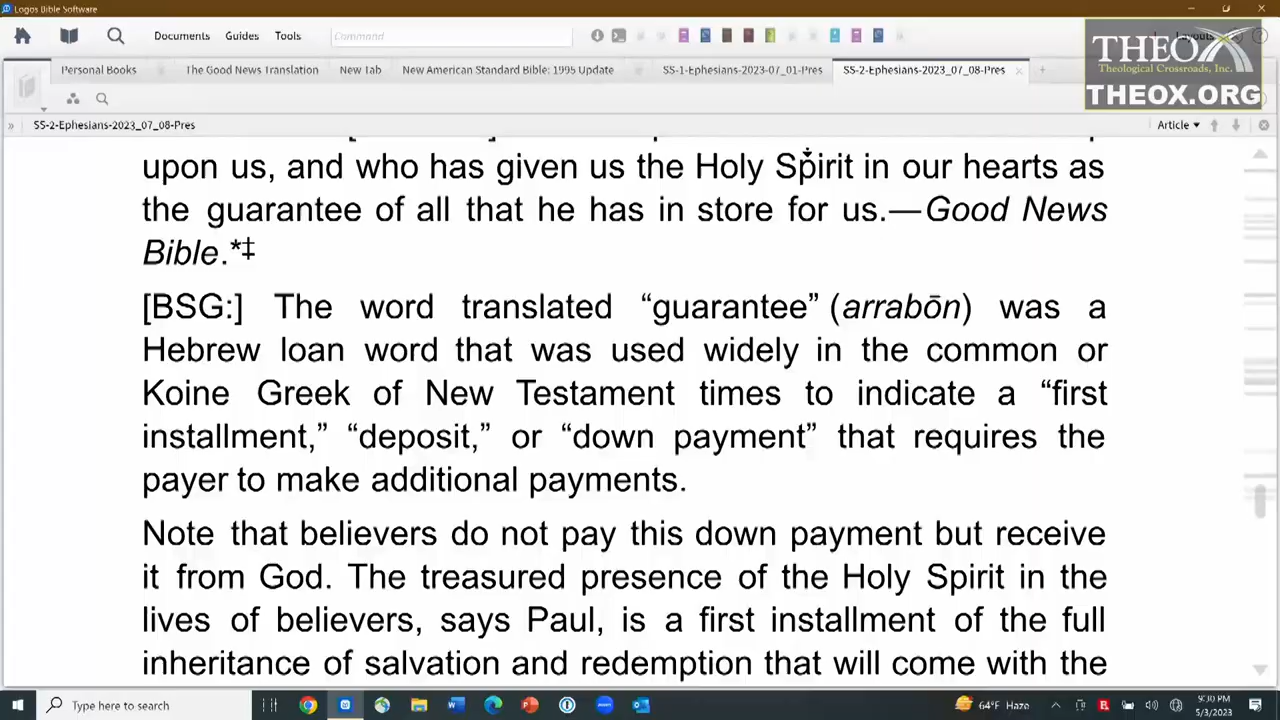 Logos Bible Software
Documents Guides Tools Command
THEOX
Theological Crossroads, Inc.
THEOX.ORG
Personal Books The Good News Translation New Tab New Bible: 1995 Update SS-1-Ephesians-2023-07_01-Pres SS-2-Ephesians-2023_07_08-Pres
SS-2-Ephesians-2023_07_08-Pres Article
upon us, and who has given us the Holy Spirit in our hearts as
the guarantee of all that he has in store for us.—Good News
Bible.*‡
[BSG:] The word translated “guarantee” (arrabōn) was a
Hebrew loan word that was used widely in the common or
Koine Greek of New Testament times to indicate a “first
installment,” “deposit,” or “down payment” that requires the
payer to make additional payments.
Note that believers do not pay this down payment but receive
it from God. The treasured presence of the Holy Spirit in the
lives of believers, says Paul, is a first installment of the full
inheritance of salvation and redemption that will come with the
Type here to search
64°F Haze
9:30 PM
5/3/2023